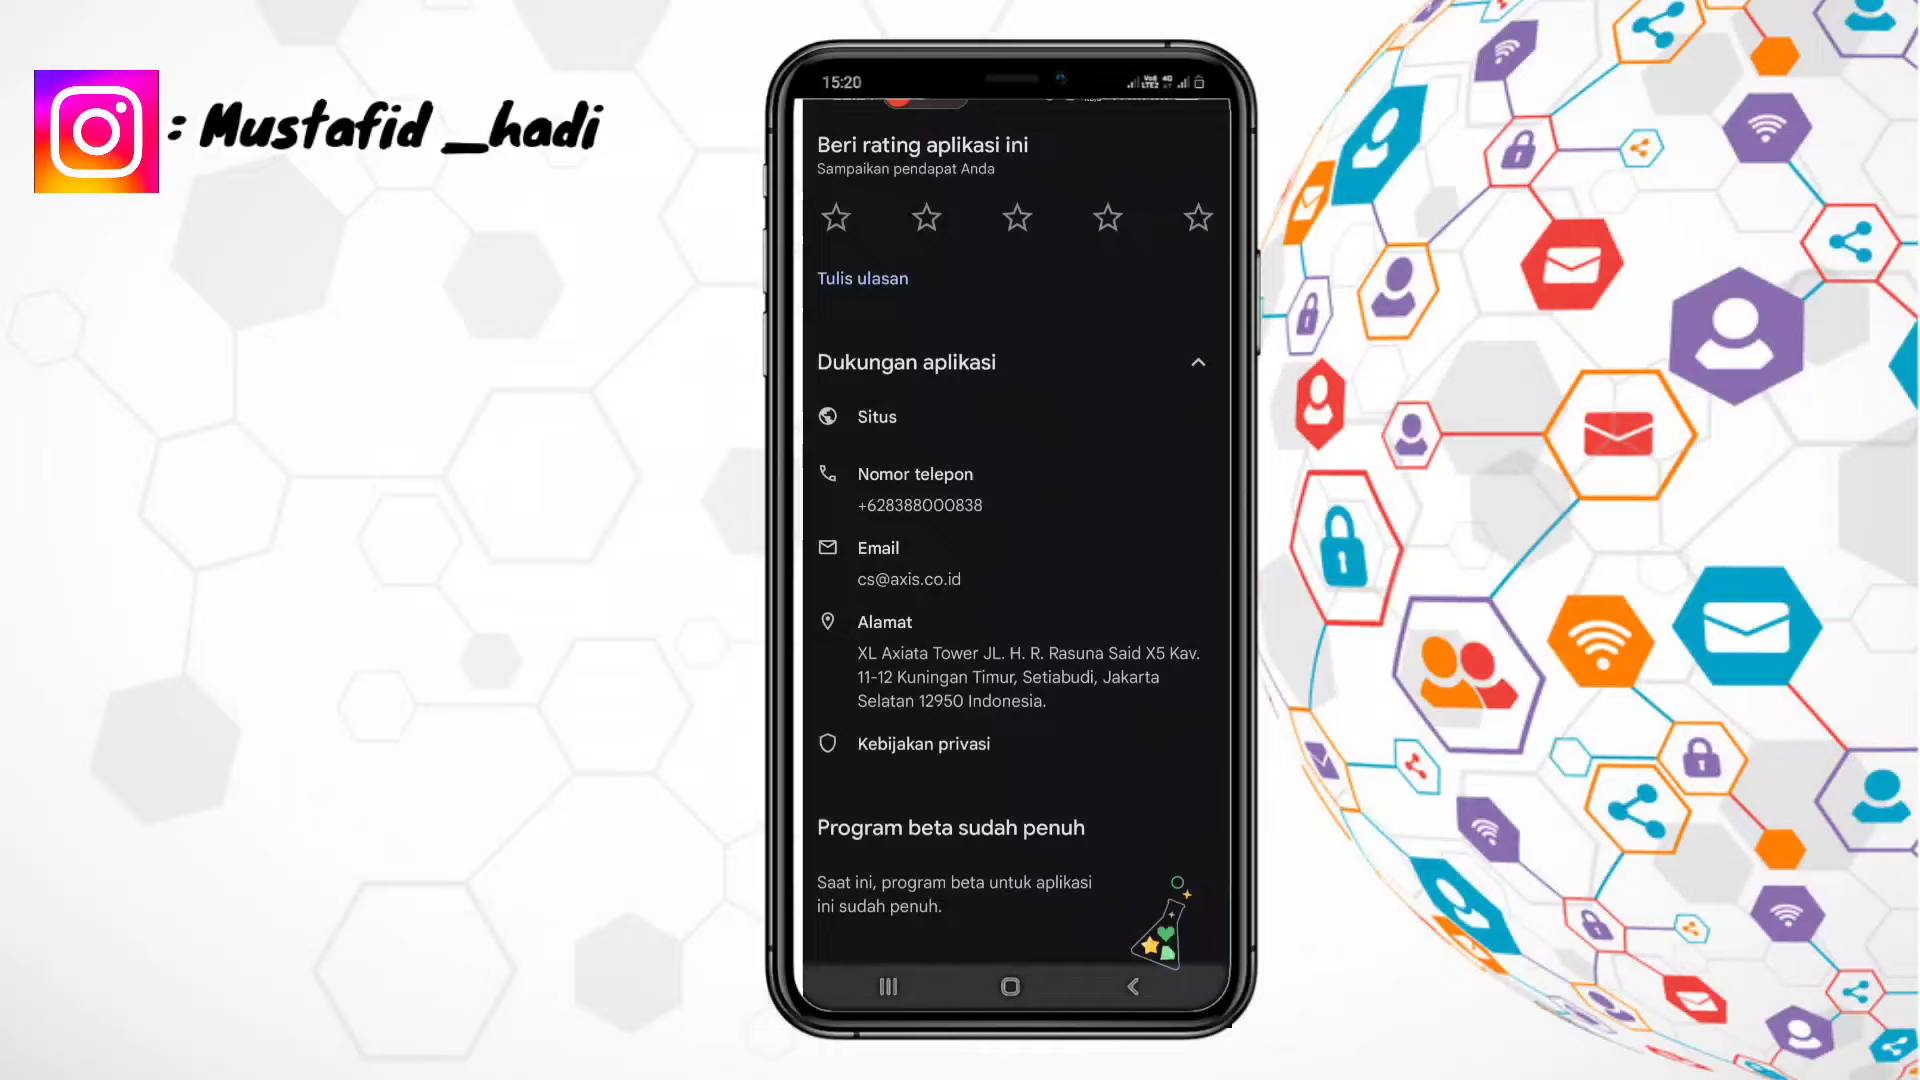 : Mustafid _hadi
15:20
Beri rating aplikasi ini
Sampaikan pendapat Anda
Tulis ulasan
Dukungan aplikasi
Situs
Nomor telepon
+628388000838
Email
cs@axis.co.id
Alamat
XL Axiata Tower JL. H. R. Rasuna Said X5 Kav.
11-12 Kuningan Timur, Setiabudi, Jakarta
Selatan 12950 Indonesia.
Kebijakan privasi
Program beta sudah penuh
Saat ini, program beta untuk aplikasi
ini sudah penuh.